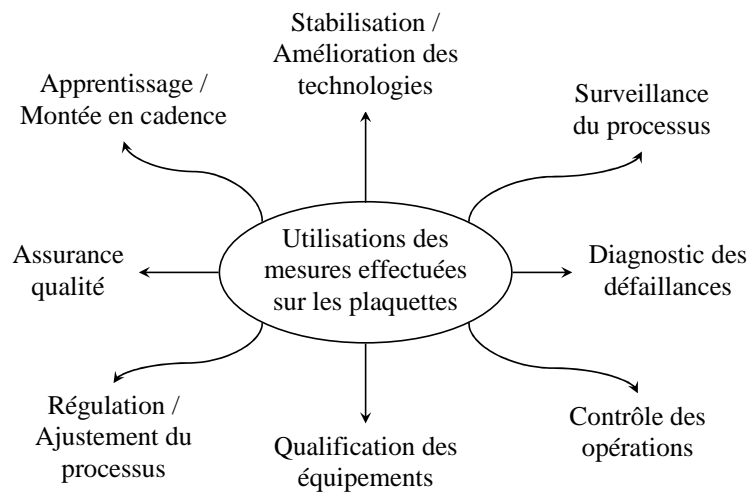 Stabilisation /
Amélioration des
technologies
Apprentissage /
Montée en cadence
Surveillance
du processus
Assurance
qualité
Utilisations des
mesures effectuées
sur les plaquettes
Diagnostic des
défaillances
Régulation /
Ajustement du
processus
Qualification des
équipements
Contrôle des
opérations